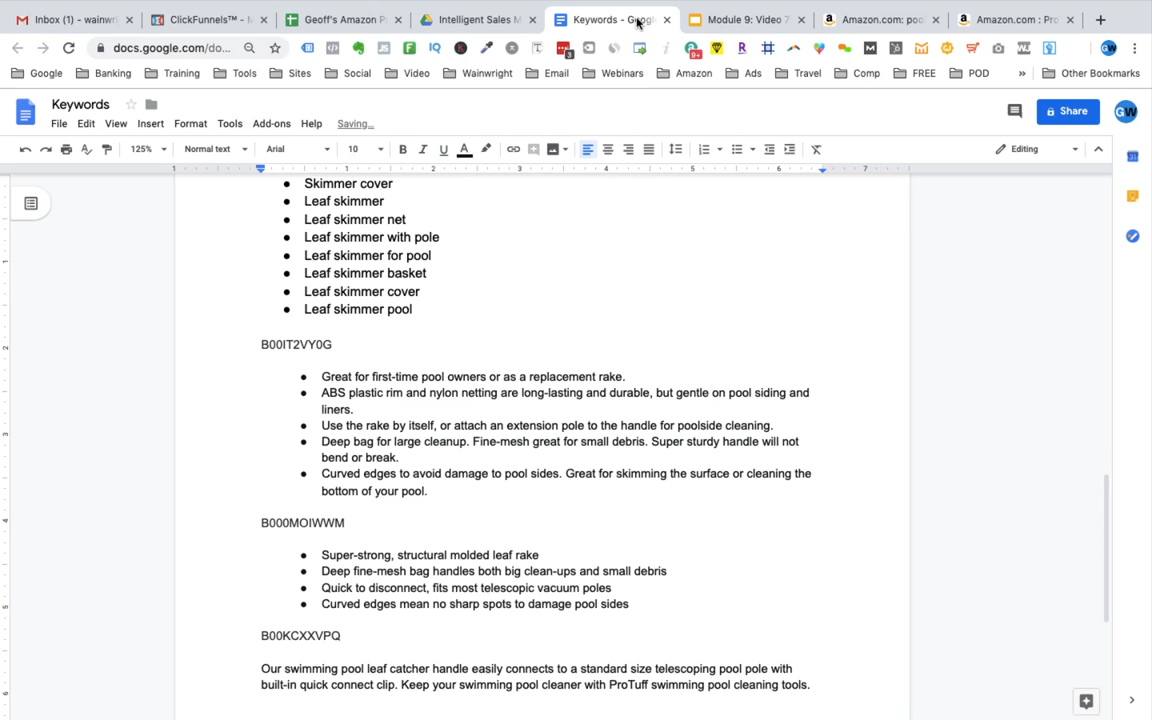 Inbox (1) - wainwri
ClickFunnels™ - M
Geoff's Amazon P
Intelligent Sales M
Keywords - Googl
Module 9: Video 7
Amazon.com: poo
Amazon.com : Pro
docs.google.com/do...
Google Banking Training Tools Sites Social Video Wainwright Email Webinars Amazon Ads Travel Comp FREE POD » Other Bookmarks
Keywords
File Edit View Insert Format Tools Add-ons Help Saving...
Share
GW
125% Normal text Arial 10 B I U A Editing
1 1 2 3 4 5 6 7
Skimmer cover
Leaf skimmer
Leaf skimmer net
Leaf skimmer with pole
Leaf skimmer for pool
Leaf skimmer basket
Leaf skimmer cover
Leaf skimmer pool
B00IT2VY0G
Great for first-time pool owners or as a replacement rake.
ABS plastic rim and nylon netting are long-lasting and durable, but gentle on pool siding and
liners.
Use the rake by itself, or attach an extension pole to the handle for poolside cleaning.
Deep bag for large cleanup. Fine-mesh great for small debris. Super sturdy handle will not
bend or break.
Curved edges to avoid damage to pool sides. Great for skimming the surface or cleaning the
bottom of your pool.
B000MOIWWM
Super-strong, structural molded leaf rake
Deep fine-mesh bag handles both big clean-ups and small debris
Quick to disconnect, fits most telescopic vacuum poles
Curved edges mean no sharp spots to damage pool sides
B00KCXXVPQ
Our swimming pool leaf catcher handle easily connects to a standard size telescoping pool pole with
built-in quick connect clip. Keep your swimming pool cleaner with ProTuff swimming pool cleaning tools.